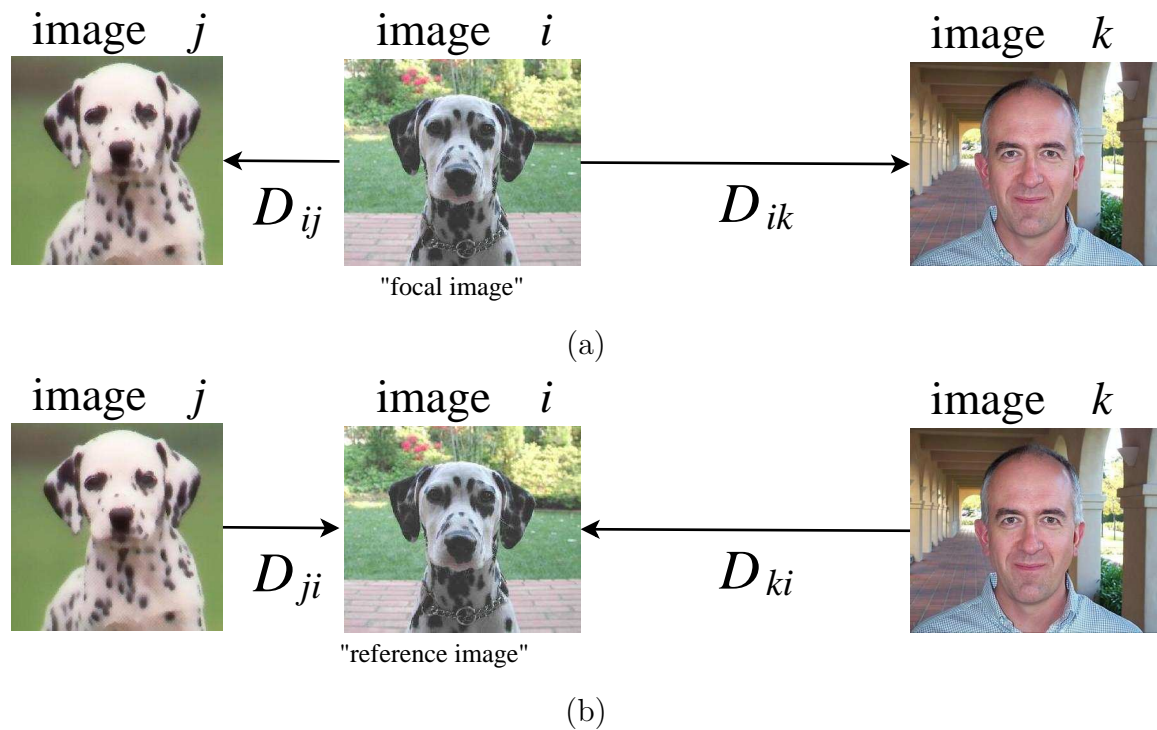 image j image i image k
D ij D ik
"focal image"
(a)
image j image i image k
D ji D ki
"reference image"
(b)